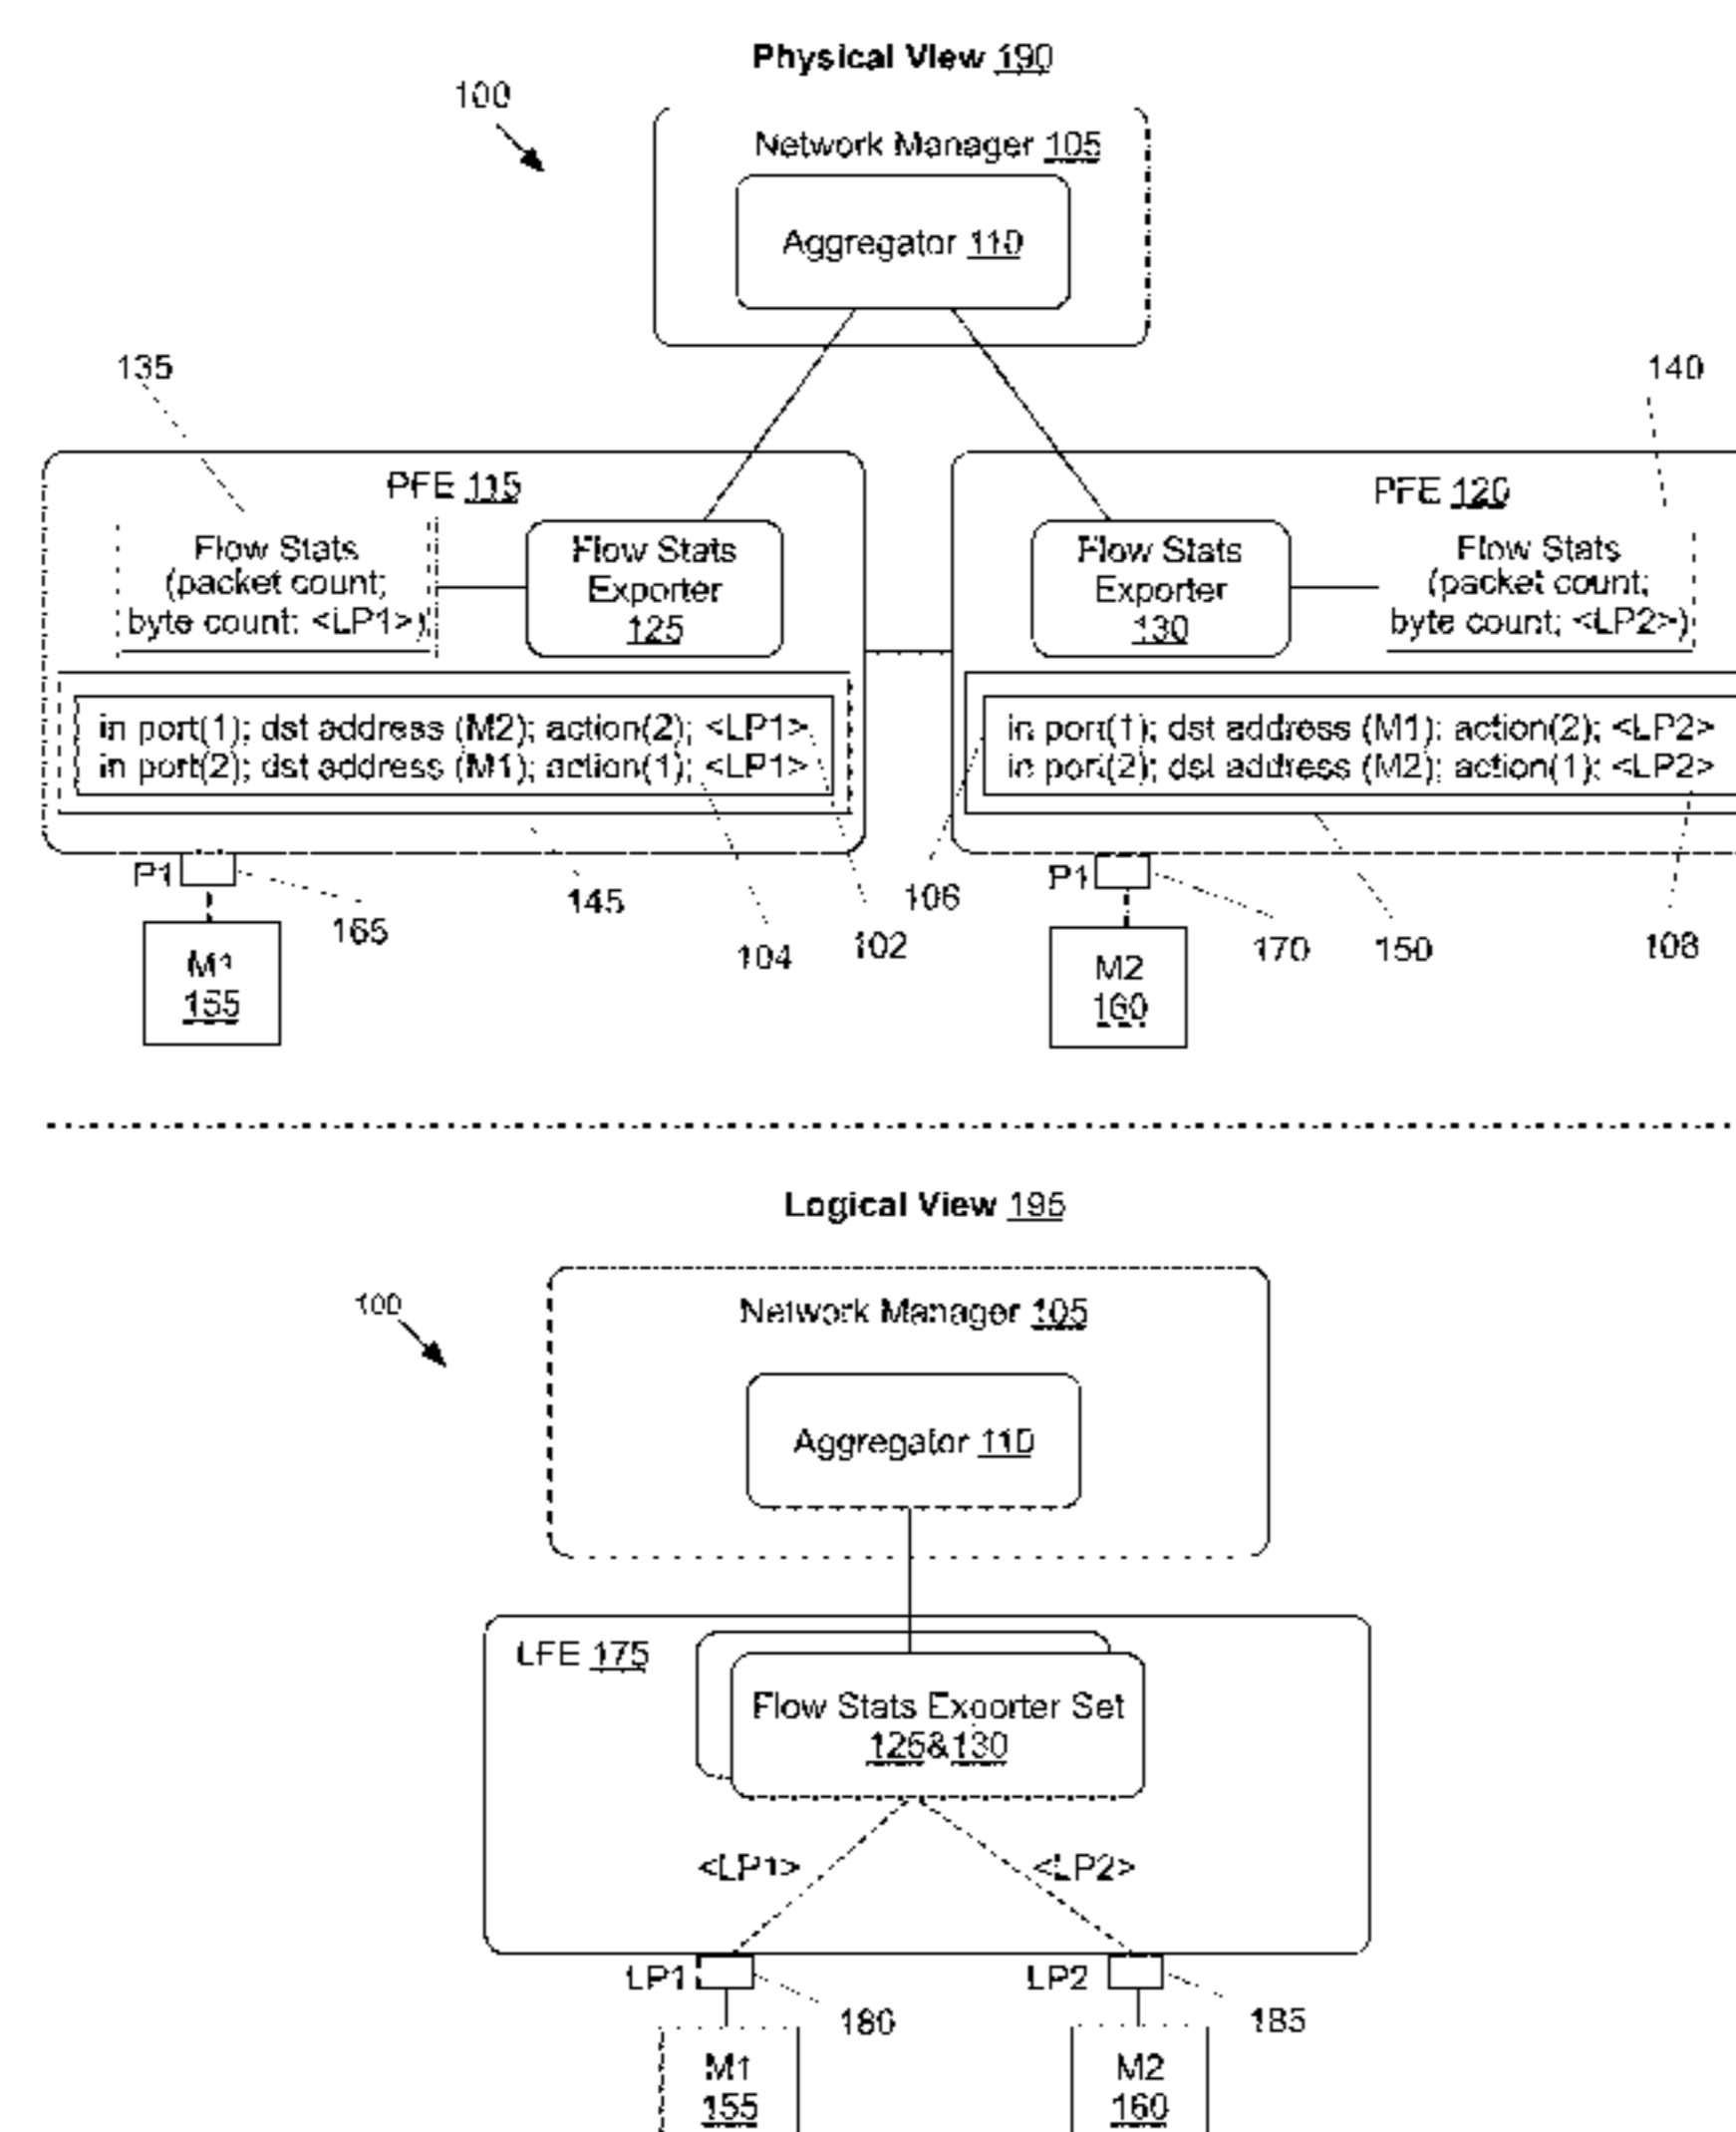 Physical View 190
100
Network Manager 105
Aggregator 110
135
140
PFE 115
Flow Stats
(packet count;
byte count; <LP1>)
Flow Stats
Exporter
125
PFE 120
Flow Stats
Exporter
130
Flow Stats
(packet count;
byte count; <LP2>)
in port(1); dst address (M2); action(2); <LP1>
in port(2); dst address (M1); action(1); <LP1>
in port(1); dst address (M1); action(2); <LP2>
in port(2); dst address (M2); action(1); <LP2>
P1
165
145
104
102
106
P1
170
150
108
M1
155
M2
160
Logical View 195
100
Network Manager 105
Aggregator 110
LFE 175
Flow Stats Exporter Set
125&130
<LP1>
<LP2>
LP1
180
LP2
185
M1
155
M2
160